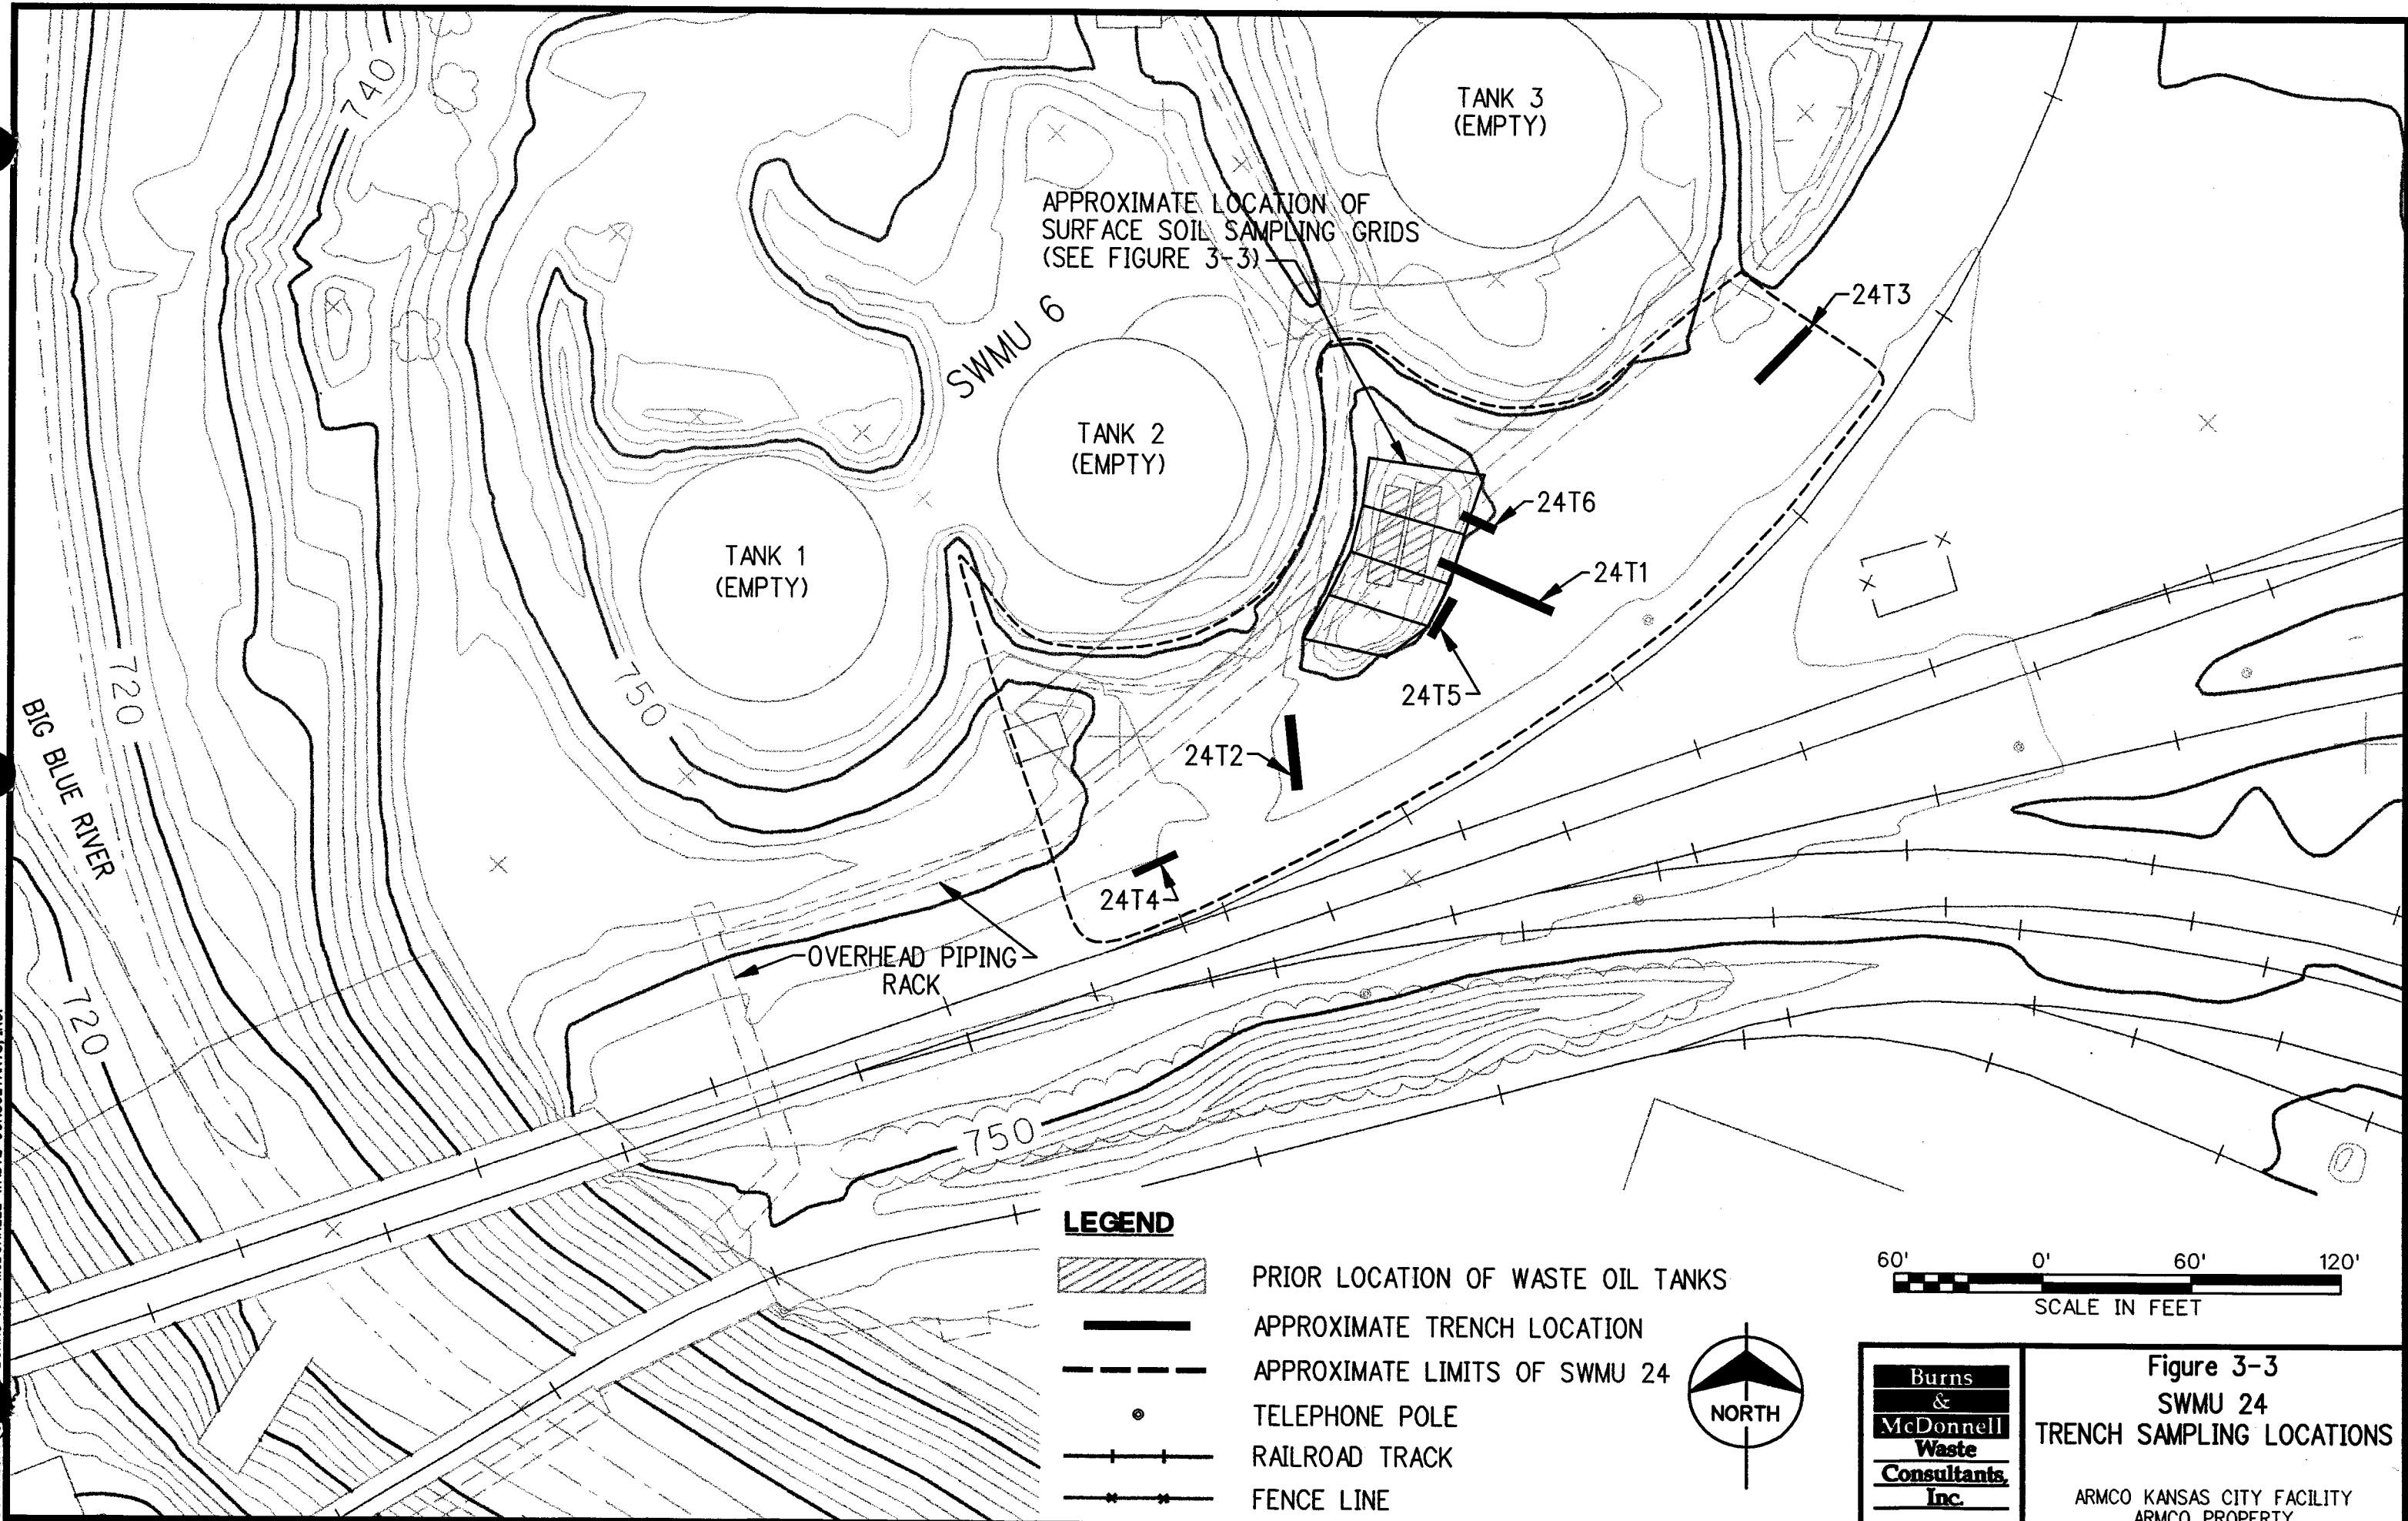 740
TANK 3
(EMPTY)
APPROXIMATE LOCATION OF
SURFACE SOIL SAMPLING GRIDS
(SEE FIGURE 3-3)
24T3
SWMU 6
TANK 2
(EMPTY)
24T6
TANK 1
(EMPTY)
24T1
24T5
720
750
BIG BLUE RIVER
24T2
24T4
OVERHEAD PIPING
RACK
720
750
LEGEND
PRIOR LOCATION OF WASTE OIL TANKS
APPROXIMATE TRENCH LOCATION
APPROXIMATE LIMITS OF SWMU 24
TELEPHONE POLE
RAILROAD TRACK
FENCE LINE
NORTH
60' 0' 60' 120'
SCALE IN FEET
Burns
&
McDonnell
Waste
Consultants,
Inc.
Figure 3-3
SWMU 24
TRENCH SAMPLING LOCATIONS
ARMCO KANSAS CITY FACILITY
ARMCO PROPERTY